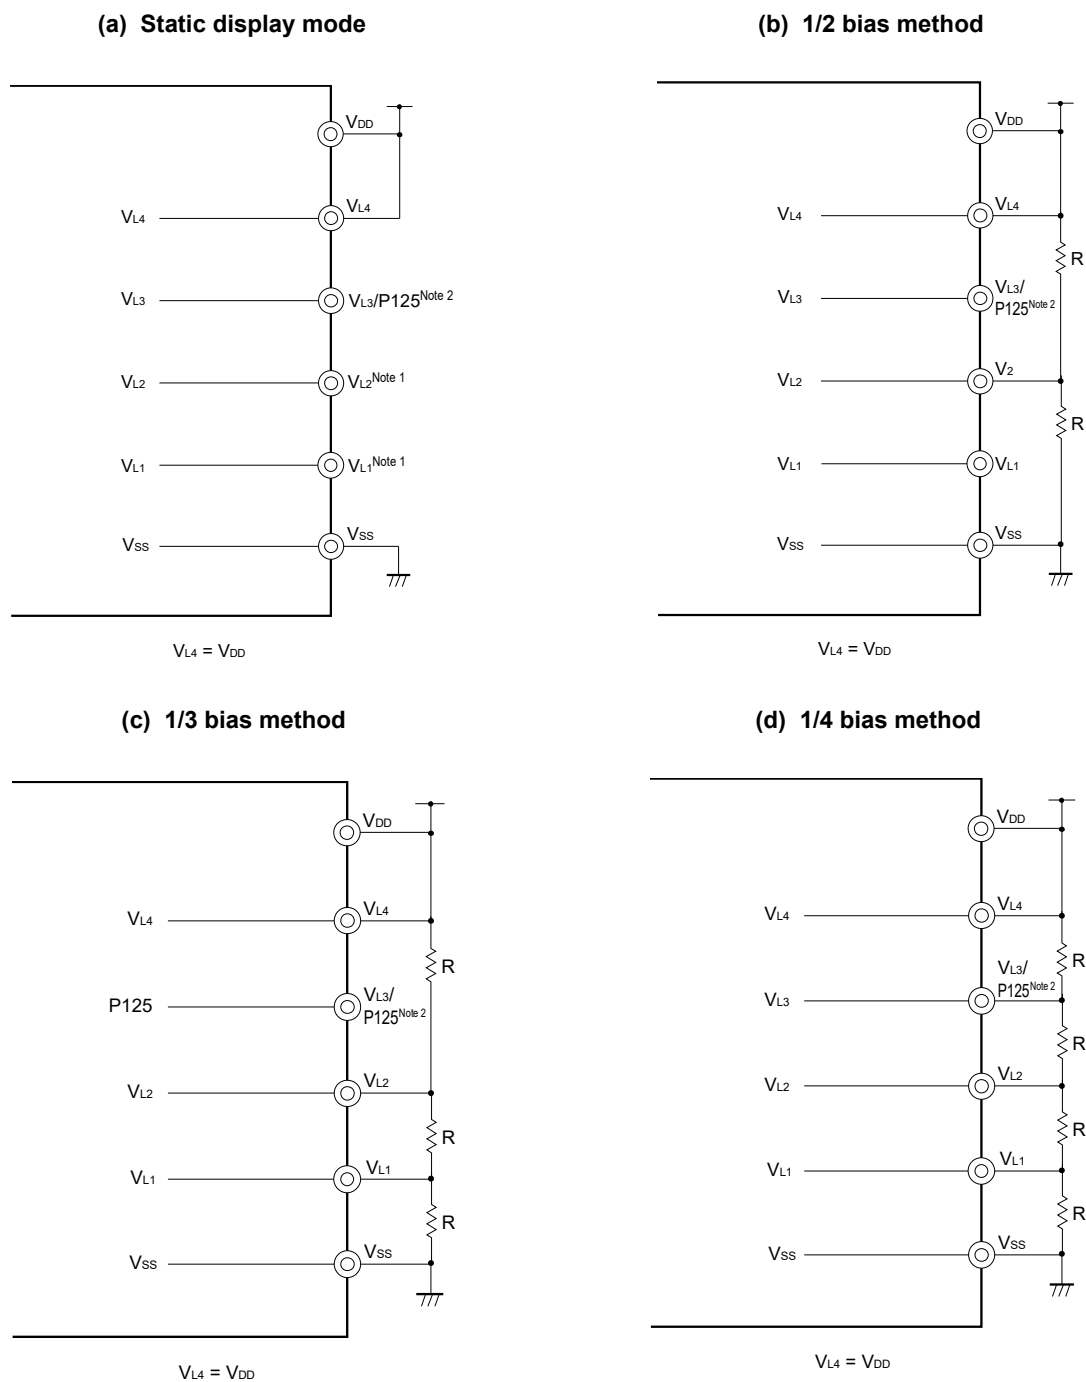 (a) Static display mode
VDD
VL4 VL4
VL3 VL3/P125Note 2
VL2 VL2Note 1
VL1 VL1Note 1
VSS VSS
VL4 = VDD
(b) 1/2 bias method
VDD
VL4 VL4
R
VL3 VL3/
P125Note 2
VL2 V2
R
VL1 VL1
VSS VSS
VL4 = VDD
(c) 1/3 bias method
VDD
VL4 VL4
R
P125 VL3/
P125Note 2
VL2 VL2
R
VL1 VL1
R
VSS VSS
VL4 = VDD
(d) 1/4 bias method
VDD
VL4 VL4
R
VL3 VL3/
P125Note 2
R
VL2 VL2
R
VL1 VL1
R
VSS VSS
VL4 = VDD